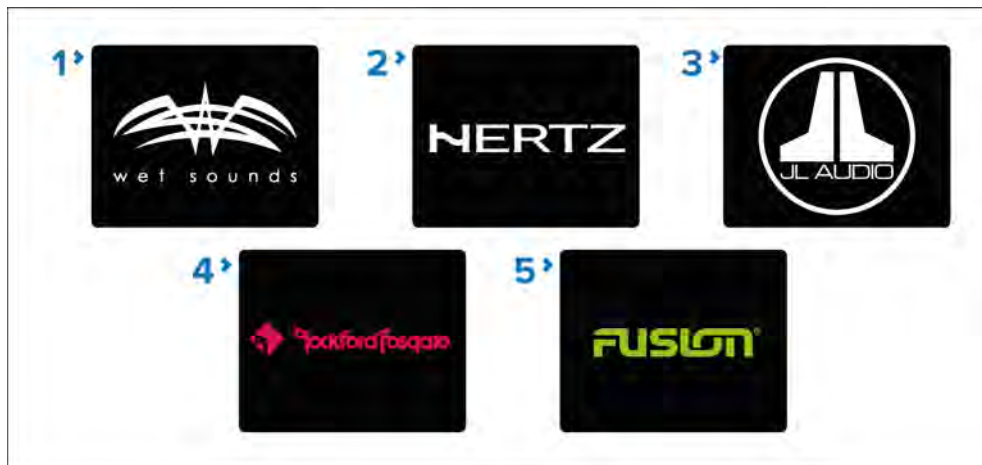 1 › wet sounds
2 › HERTZ
3 › JL AUDIO
4 › Rockford Fosgate
5 › FUSION®